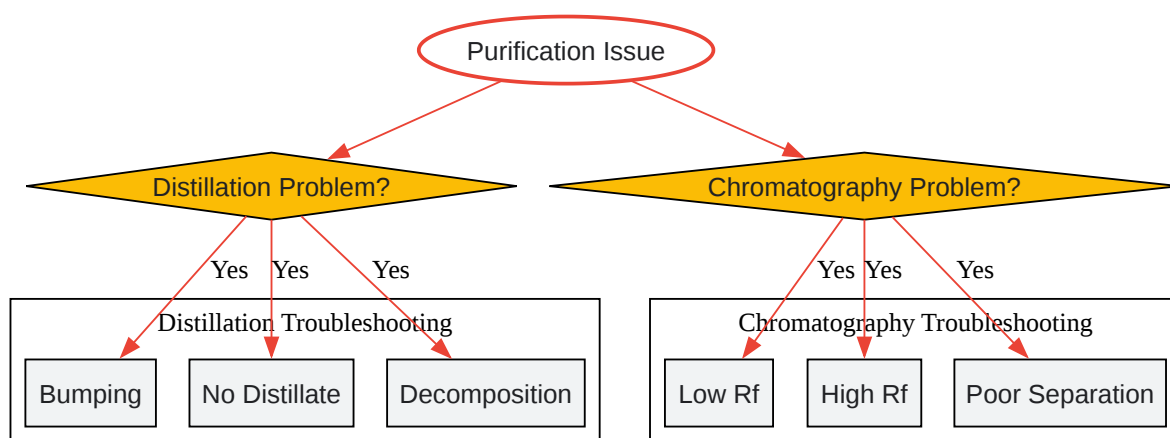 Purification Issue
Distillation Problem?
Chromatography Problem?
Yes
Yes
Yes
Yes
Yes
Yes
Distillation Troubleshooting
Chromatography Troubleshooting
Bumping
No Distillate
Decomposition
Low Rf
High Rf
Poor Separation